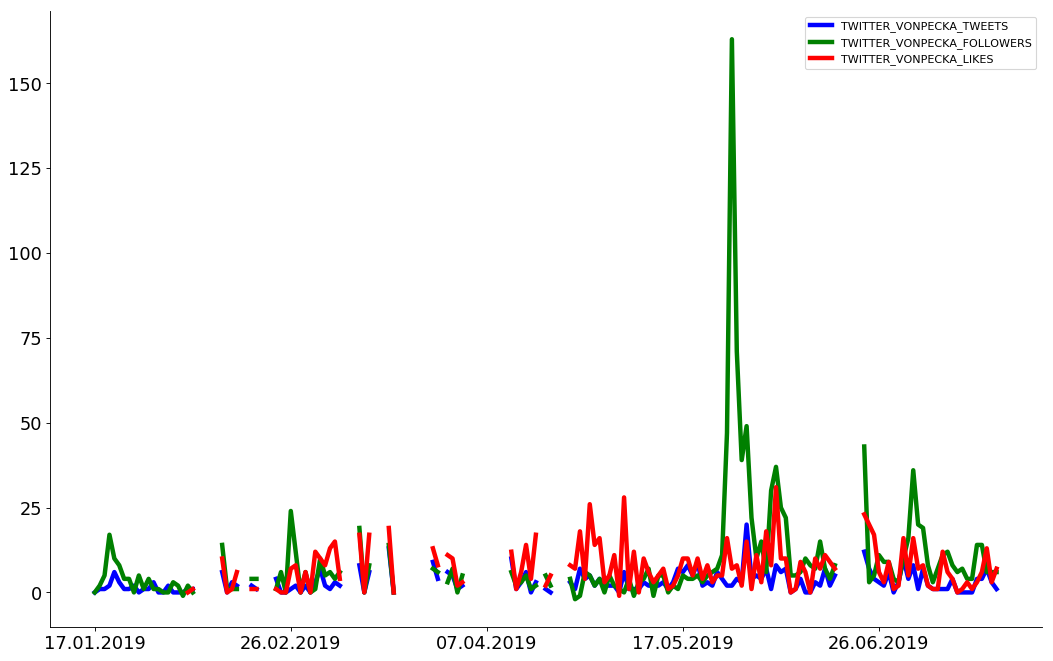 TWITTER_VONPECKA_TWEETS
TWITTER_VONPECKA_FOLLOWERS
TWITTER_VONPECKA_LIKES
150
125
100
75
50
25
0
17.01.2019 26.02.2019 07.04.2019 17.05.2019 26.06.2019